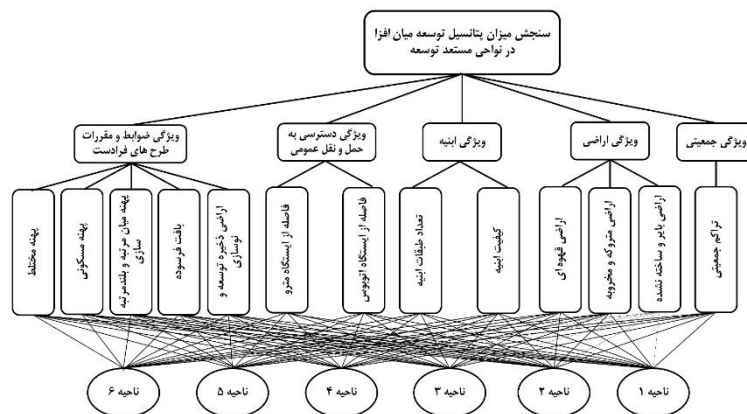 سنجش میزان پتانسیل توسعه میان افزا
در نواحی مستعد توسعه
ویژگی جمعیتی
ویژگی اراضی
ویژگی ابنیه
ویژگی دسترسی به
حمل و نقل عمومی
ویژگی ضوابط و مقررات
طرح های فرادست
تراکم جمعیتی
اراضی بایر و ساخته نشده
اراضی متروکه و مخروبه
اراضی قهوه ای
کیفیت ابنیه
تعداد طبقات ابنیه
فاصله از ایستگاه اتوبوس
فاصله از ایستگاه مترو
اراضی ذخیره توسعه و
نوسازی
بافت فرسوده
پهنه میان مرتبه و بلندمرتبه
سازی
پهنه مسکونی
پهنه مختلط
ناحیه ۱
ناحیه ۲
ناحیه ۳
ناحیه ۴
ناحیه ۵
ناحیه ۶